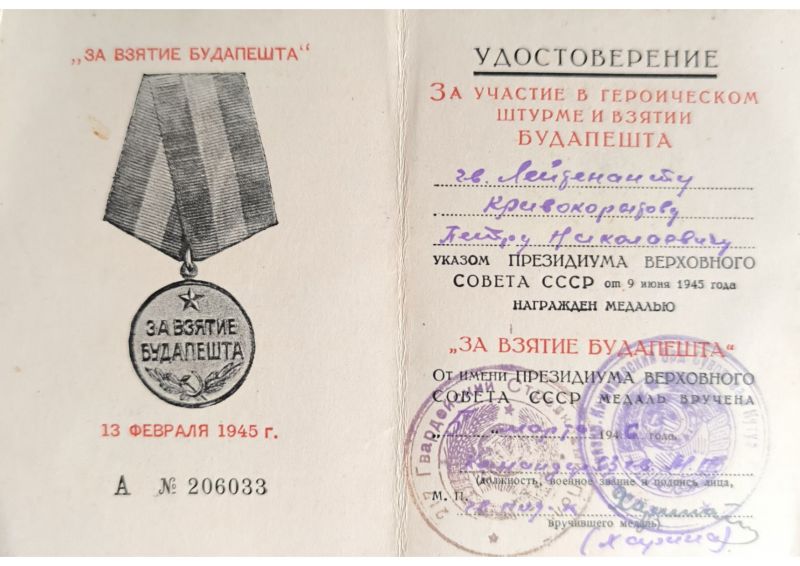 „ЗА ВЗЯТИЕ БУДАПЕШТА"
ЗА ВЗЯТИЕ
БУДАПЕШТА
13 ФЕВРАЛЯ 1945 г.
А № 206033
УДОСТОВЕРЕНИЕ
ЗА УЧАСТИЕ В ГЕРОИЧЕСКОМ
ШТУРМЕ И ВЗЯТИИ
БУДАПЕШТА
гв. Лейтенанту
Кривокорытову
Петру Николаевичу
УКАЗОМ ПРЕЗИДИУМА ВЕРХОВНОГО
СОВЕТА СССР от 9 июня 1945 года
НАГРАЖДЕН МЕДАЛЬЮ
„ЗА ВЗЯТИЕ БУДАПЕШТА"
ОТ ИМЕНИ ПРЕЗИДИУМА ВЕРХОВНОГО
СОВЕТА СССР МЕДАЛЬ ВРУЧЕНА
марта 194 года.
Гвардейский
(должность, военное звание и подпись лица,
М. П.
вручившего медаль)